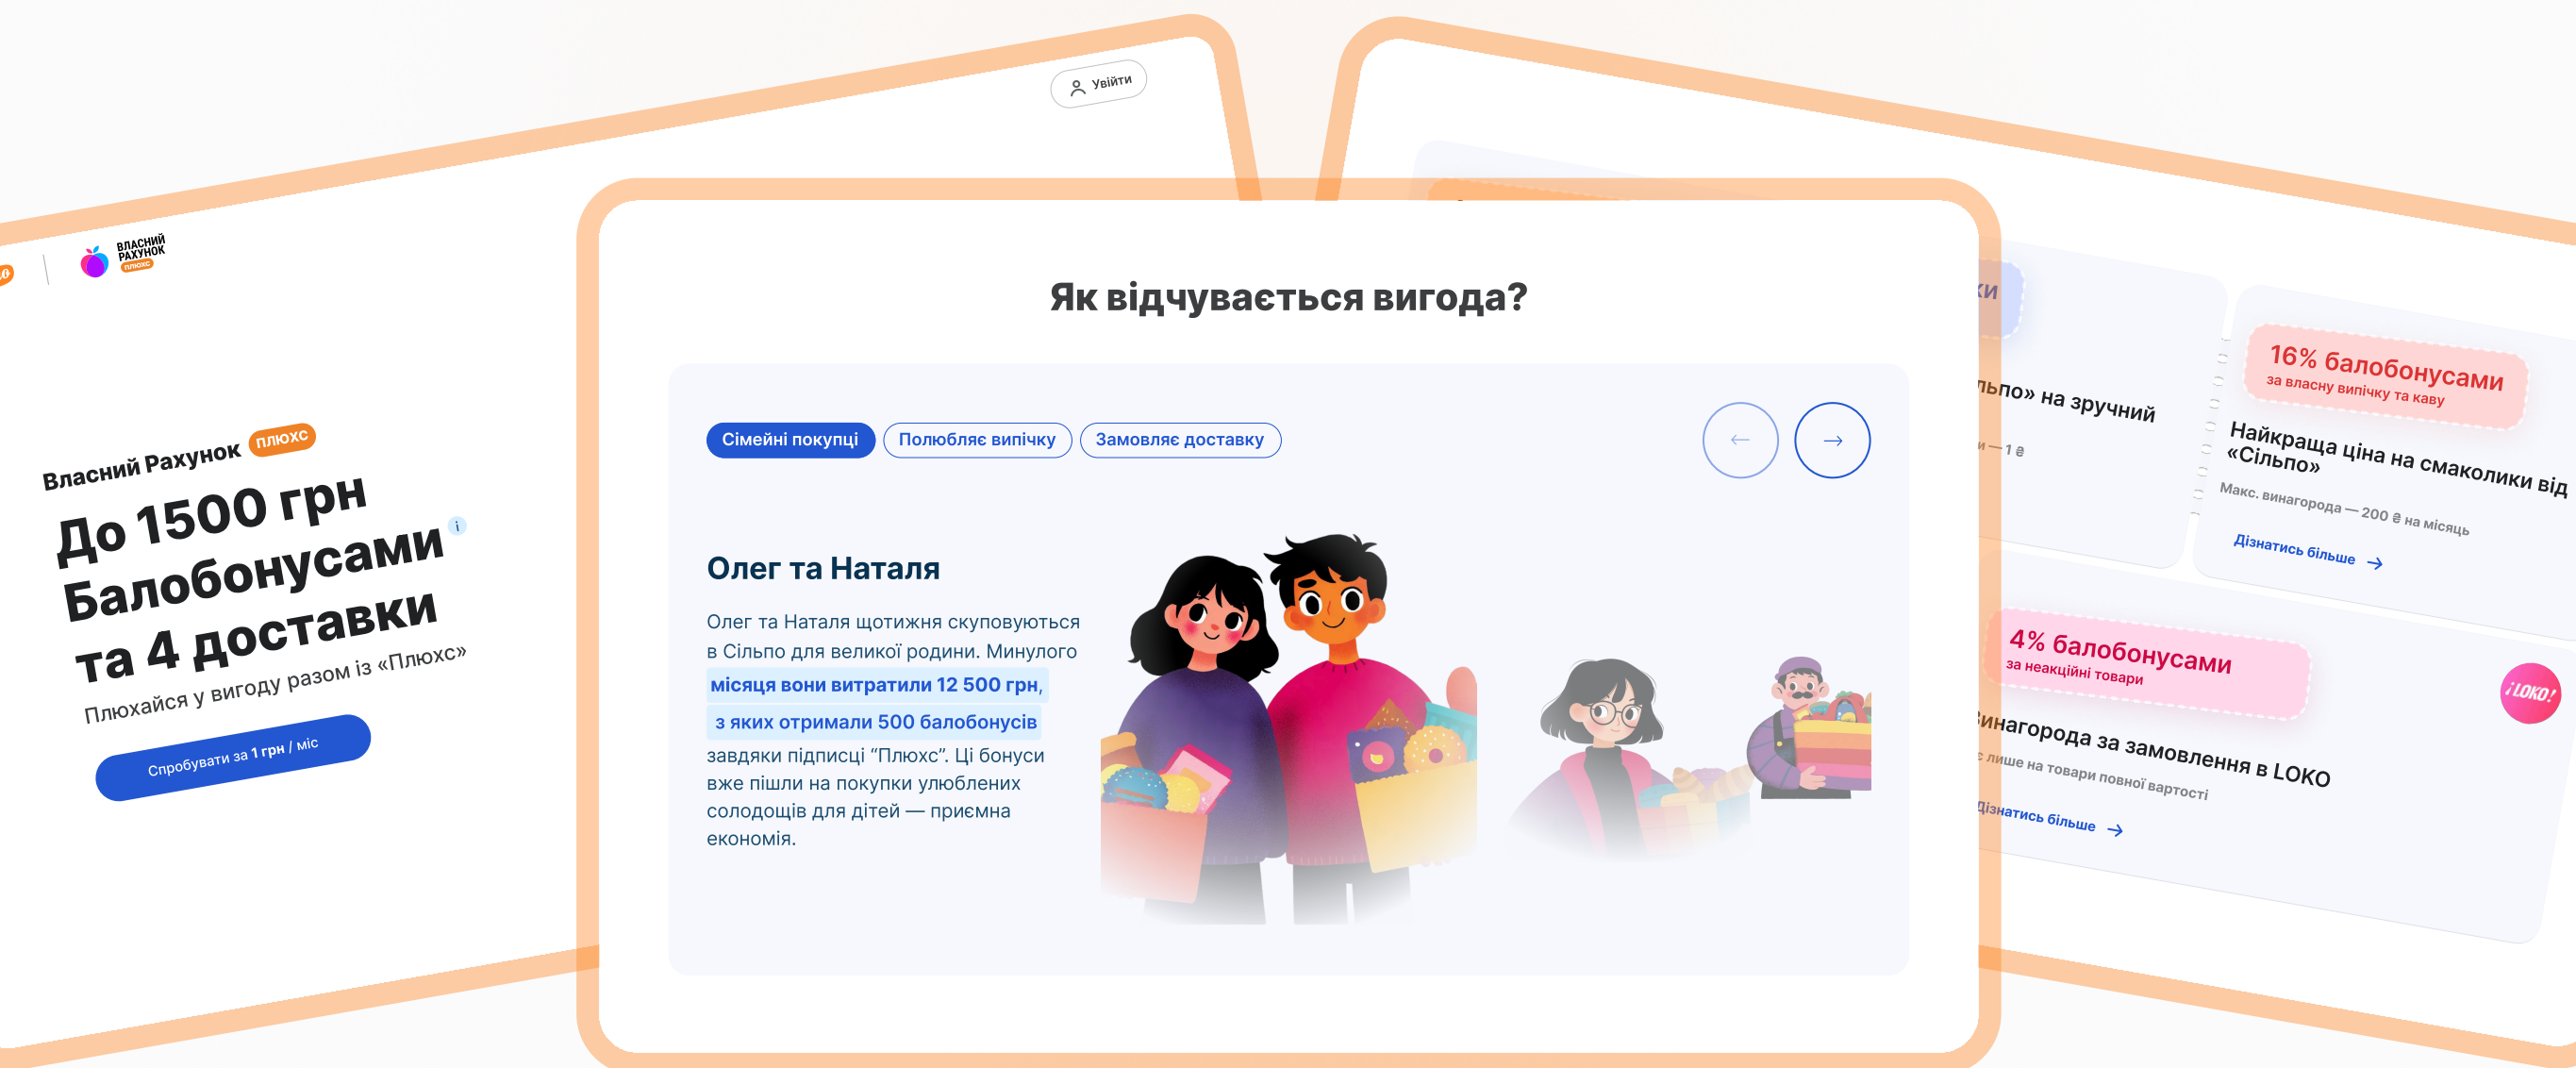 Увійти
ВЛАСНИЙ
РАХУНОК
плюхс
Власний Рахунок плюхс
До 1500 грн
Балобонусами
i
та 4 доставки
Плюхайся у вигоду разом із «Плюхс»
Спробувати за 1 грн / міс
Як відчувається вигода?
Сімейні покупці
Полюбляє випічку
Замовляє доставку
Олег та Наталя
Олег та Наталя щотижня скуповуються
в Сільпо для великої родини. Минулого
місяця вони витратили 12 500 грн,
з яких отримали 500 балобонусів
завдяки підписці “Плюхс”. Ці бонуси
вже пішли на покупки улюблених
солодощів для дітей — приємна
економія.
ки
льпо» на зручний
и — 1 ₴
16% балобонусами
за власну випічку та каву
Найкраща ціна на смаколики від
«Сільпо»
Макс. винагорода — 200 ₴ на місяць
Дізнатись більше
4% балобонусами
за неакційні товари
¡LOKO!
винагорода за замовлення в LOKO
є лише на товари повної вартості
Дізнатись більше